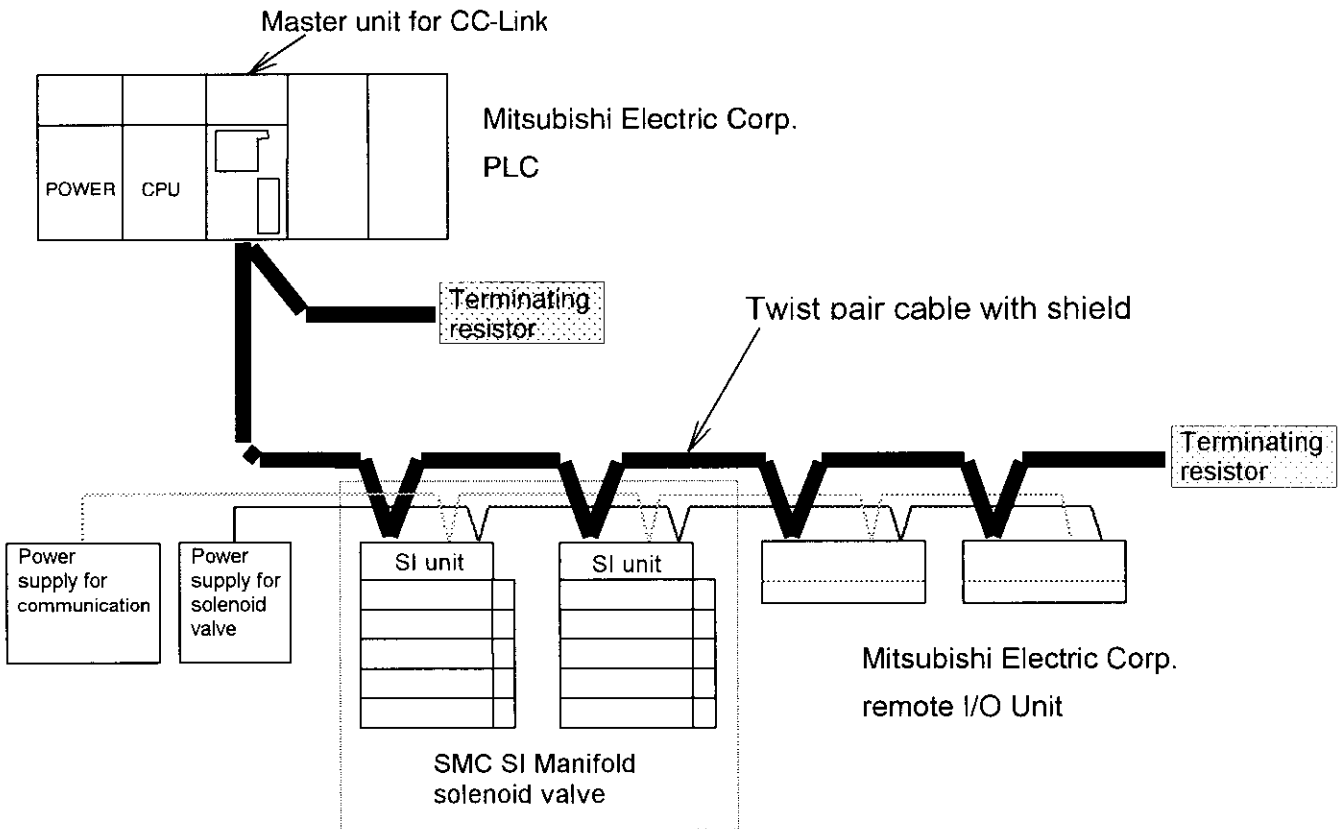 Master unit for CC-Link
Mitsubishi Electric Corp.
PLC
POWER
CPU
Terminating
resistor
Twist pair cable with shield
Terminating
resistor
Power
supply for
communication
Power
supply for
solenoid
valve
SI unit
SI unit
Mitsubishi Electric Corp.
remote I/O Unit
SMC SI Manifold
solenoid valve